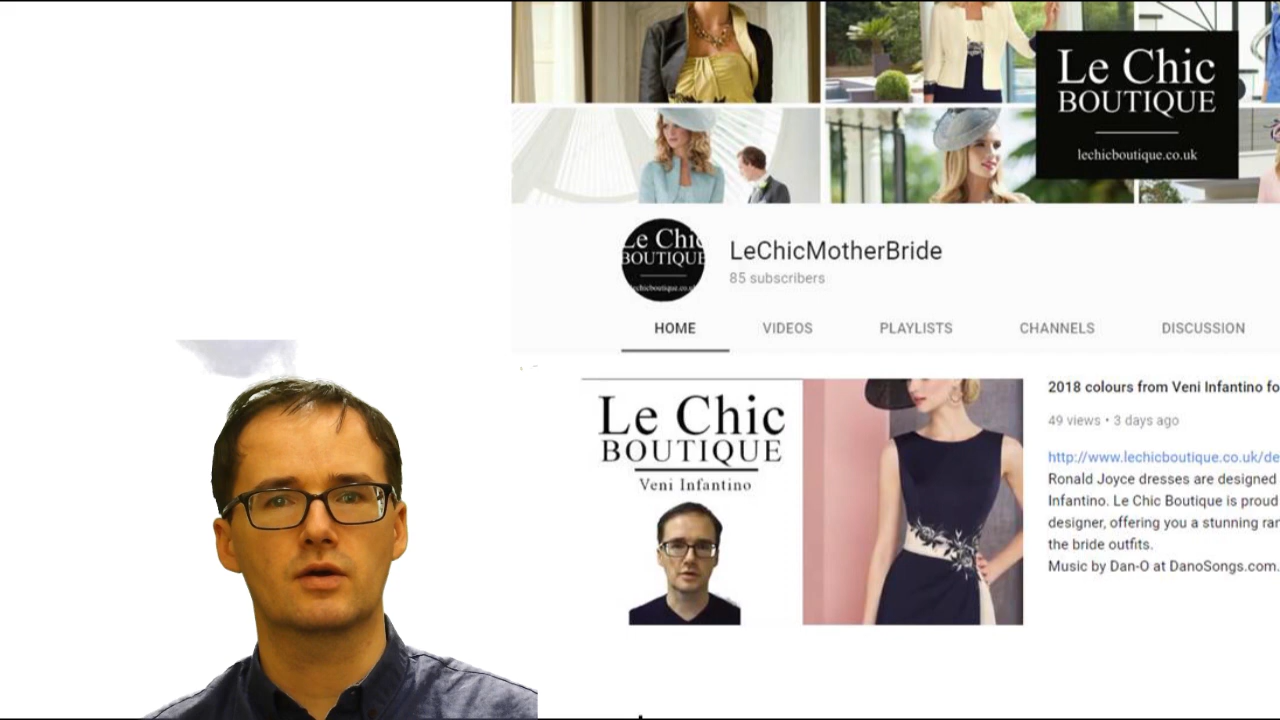 Le Chic
BOUTIQUE
lechicboutique.co.uk
Le Chic
BOUTIQUE
lechicboutique.co.uk
LeChicMotherBride
85 subscribers
HOME VIDEOS PLAYLISTS CHANNELS DISCUSSION
Le Chic
BOUTIQUE
Veni Infantino
2018 colours from Veni Infantino fo
49 views • 3 days ago
http://www.lechicboutique.co.uk/de
Ronald Joyce dresses are designed
Infantino. Le Chic Boutique is proud
designer, offering you a stunning ran
the bride outfits.
Music by Dan-O at DanoSongs.com.